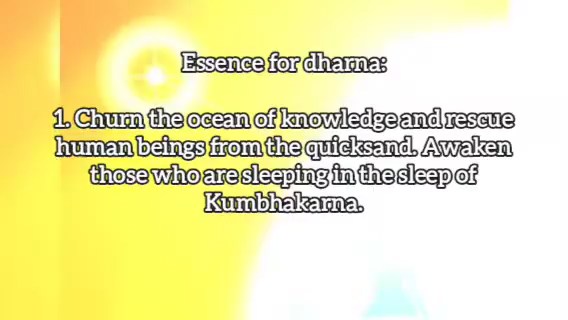 Essence for dharna:
1. Churn the ocean of knowledge and rescue
human beings from the quicksand. Awaken
those who are sleeping in the sleep of
Kumbhakarna.